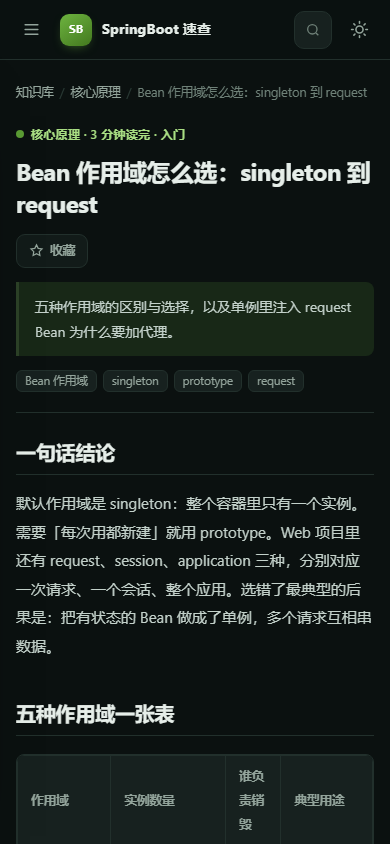 SB SpringBoot 速查
知识库 / 核心原理 / Bean 作用域怎么选：singleton 到 request
核心原理 · 3 分钟读完 · 入门
Bean 作用域怎么选：singleton 到
request
收藏
五种作用域的区别与选择，以及单例里注入 request
Bean 为什么要加代理。
Bean 作用域 singleton prototype request
一句话结论
默认作用域是 singleton：整个容器里只有一个实例。
需要「每次用都新建」就用 prototype。Web 项目里
还有 request、session、application 三种，分别对应
一次请求、一个会话、整个应用。选错了最典型的后
果是：把有状态的 Bean 做成了单例，多个请求互相串
数据。
五种作用域一张表
作用域 实例数量 谁负责销毁 典型用途